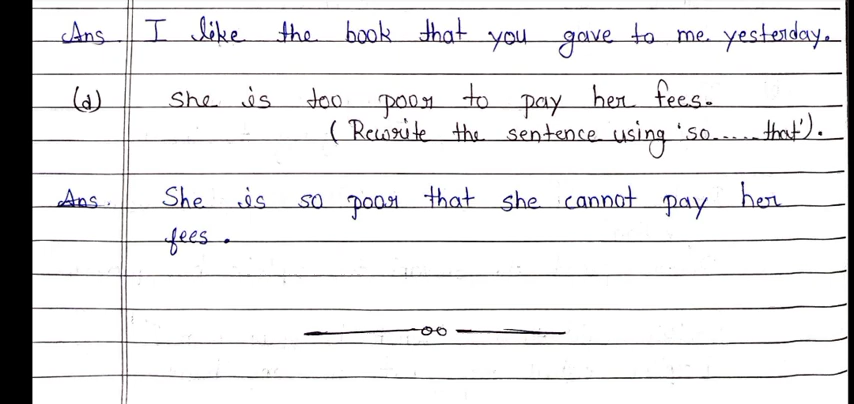 Ans. I like the book that you gave to me yesterday.
(d) She is too poor to pay her fees.
(Rewrite the sentence using 'so.....that').
Ans. She is so poor that she cannot pay her
fees.